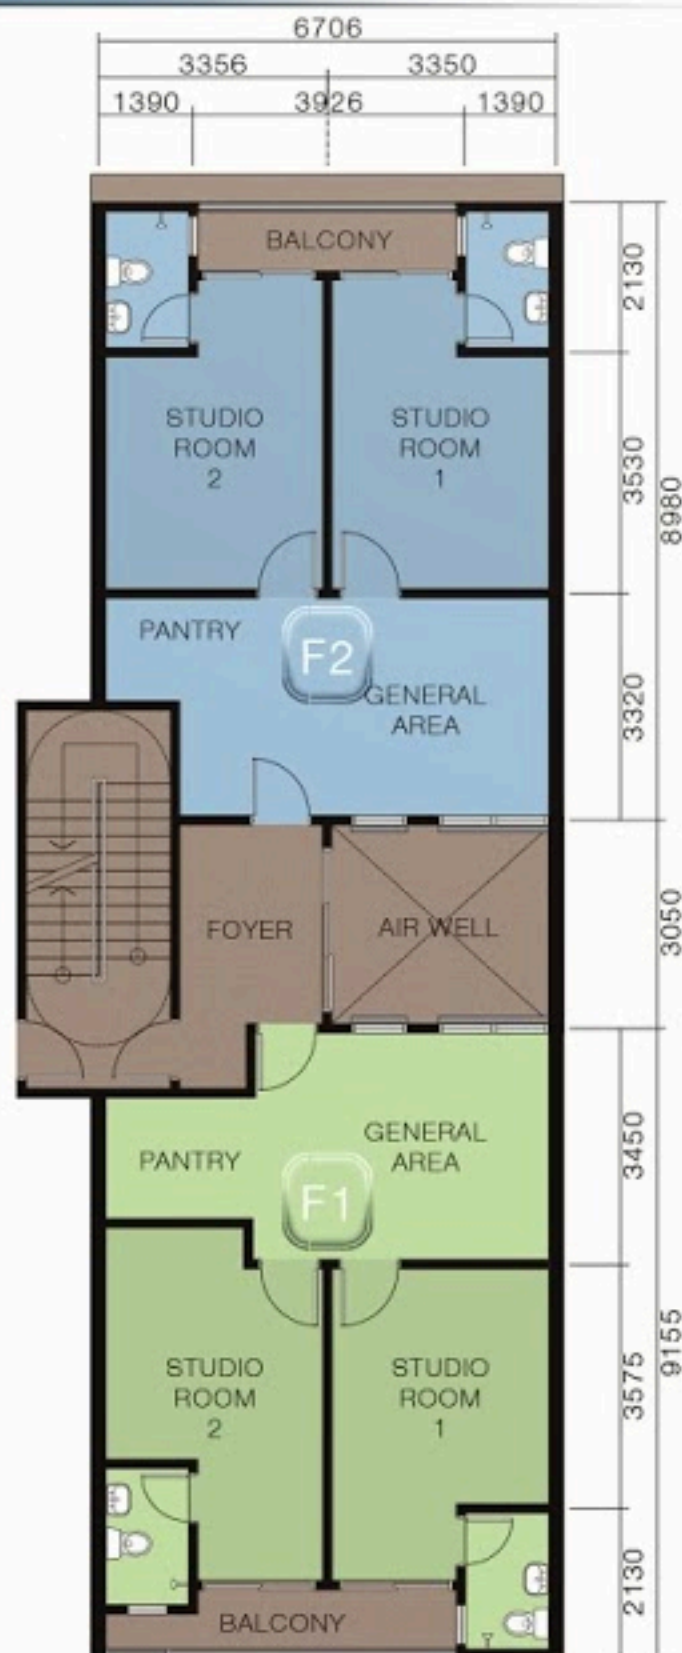 6706
3356 3350
1390 3926 1390
BALCONY
2130
STUDIO
ROOM
2
STUDIO
ROOM
1
3530
8980
PANTRY
F2
GENERAL
AREA
3320
FOYER
AIR WELL
3050
PANTRY
GENERAL
AREA
F1
3450
9155
STUDIO
ROOM
2
STUDIO
ROOM
1
3575
2130
BALCONY